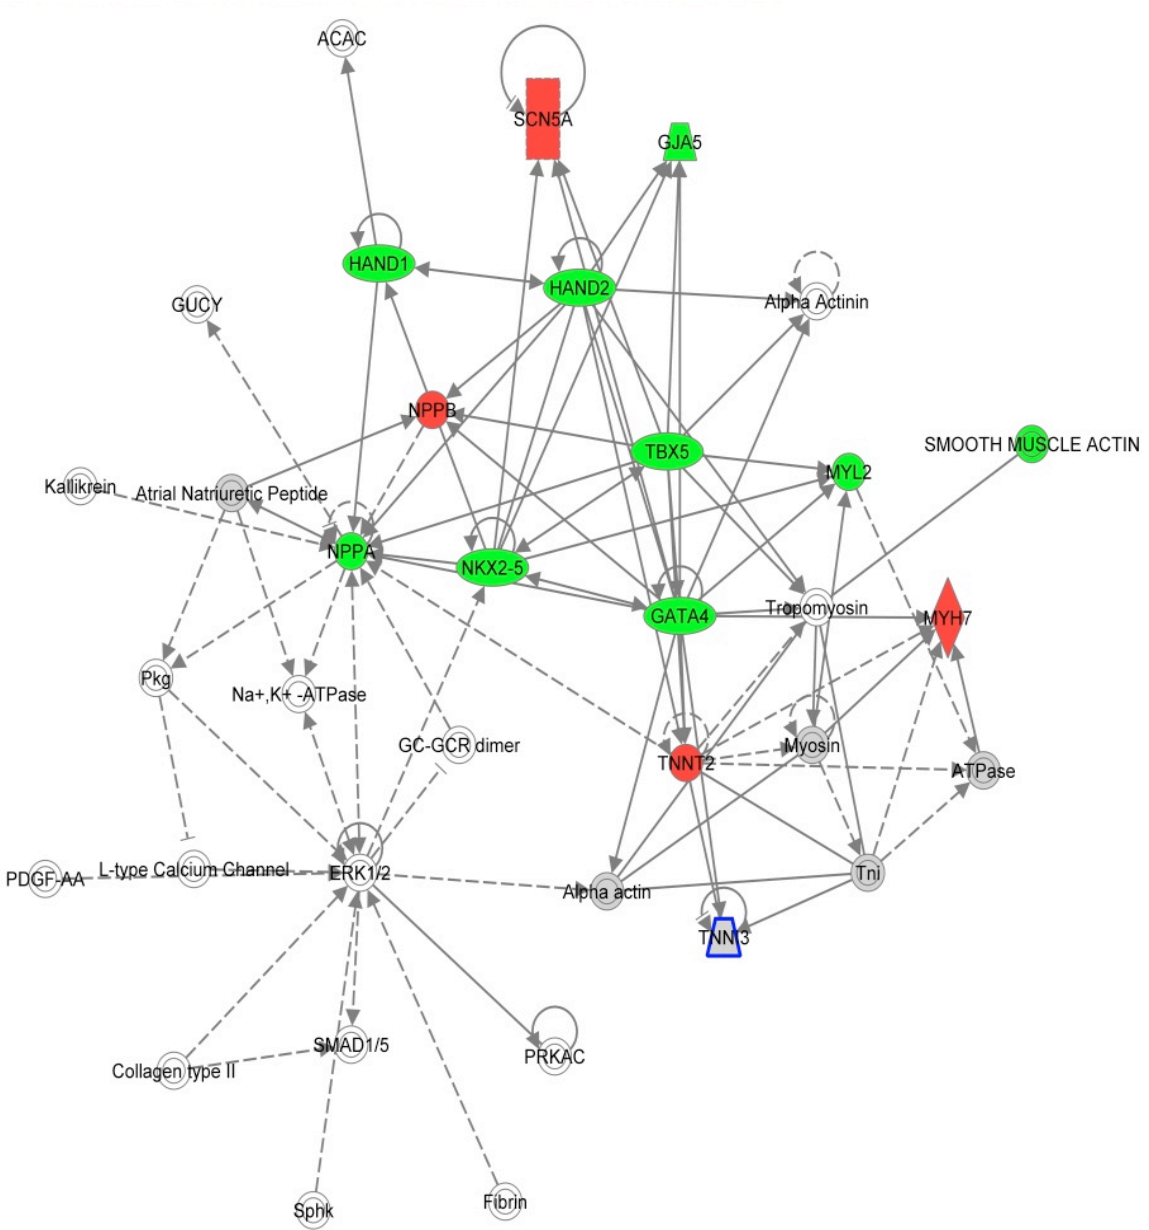 ACAC
SCN5A
GJA5
HAND1
HAND2
GUCY
Alpha Actinin
NPPB
SMOOTH MUSCLE ACTIN
TBX5
MYL2
Kallikrein
Atrial Natriuretic Peptide
NPPA
NKX2-5
Tropomyosin
GATA4
MYH7
Pkg
Na+,K+ -ATPase
GC-GCR dimer
Myosin
TNNT2
ATPase
PDGF-AA
L-type Calcium Channel
ERK1/2
Tni
Alpha actin
TNNI3
SMAD1/5
PRKAC
Collagen type II
Sphk
Fibrin